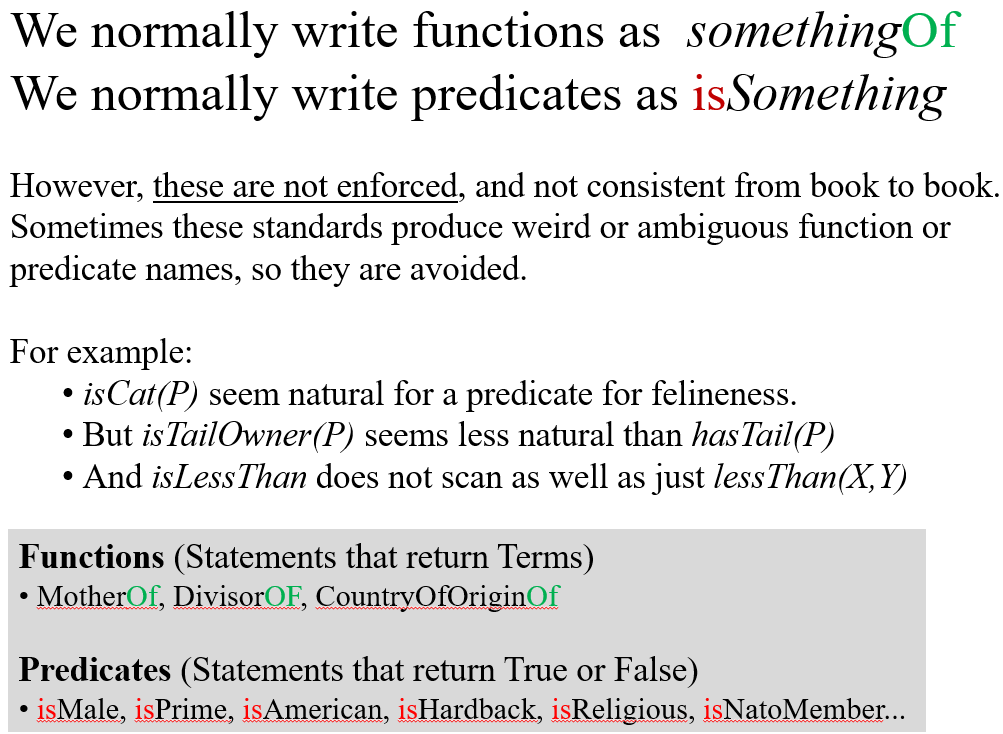 We normally write functions as somethingOf
We normally write predicates as isSomething
However, these are not enforced, and not consistent from book to book.
Sometimes these standards produce weird or ambiguous function or
predicate names, so they are avoided.
For example:
• isCat(P) seem natural for a predicate for felineness.
• But isTailOwner(P) seems less natural than hasTail(P)
• And isLessThan does not scan as well as just lessThan(X,Y)
Functions (Statements that return Terms)
• MotherOf, DivisorOF, CountryOfOriginOf
Predicates (Statements that return True or False)
• isMale, isPrime, isAmerican, isHardback, isReligious, isNatoMember...